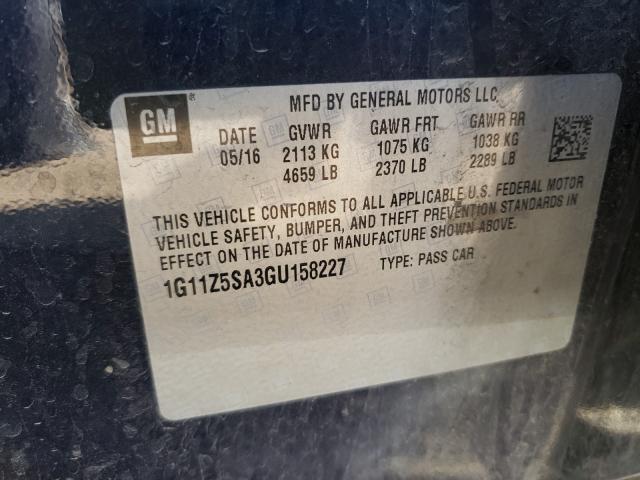 MFD BY GENERAL MOTORS LLC
GM ®
DATE GVWR GAWR FRT GAWR RR
05/16 2113 KG 1075 KG 1038 KG
4659 LB 2370 LB 2289 LB
THIS VEHICLE CONFORMS TO ALL APPLICABLE U.S. FEDERAL MOTOR
VEHICLE SAFETY, BUMPER, AND THEFT PREVENTION STANDARDS IN
EFFECT ON THE DATE OF MANUFACTURE SHOWN ABOVE.
1G11Z5SA3GU158227 TYPE: PASS CAR